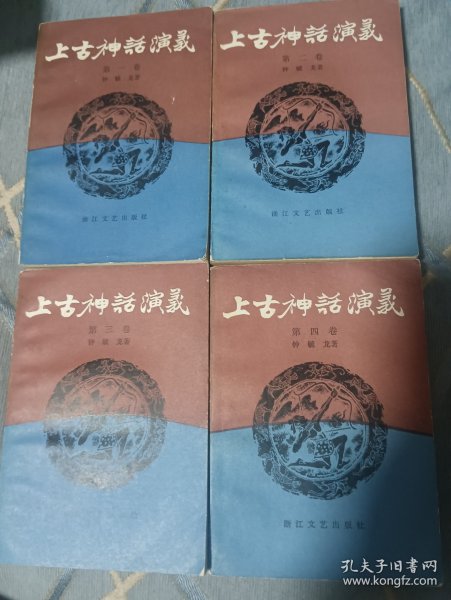 上古神話演義
第一卷
钟毓龙著
浙江文艺出版社
上古神話演義
第二卷
钟毓龙著
浙江文艺出版社
上古神話演義
第三卷
钟毓龙著
上古神話演義
第四卷
钟毓龙著
浙江文艺出版社
孔夫子旧书网
www.kongfz.com